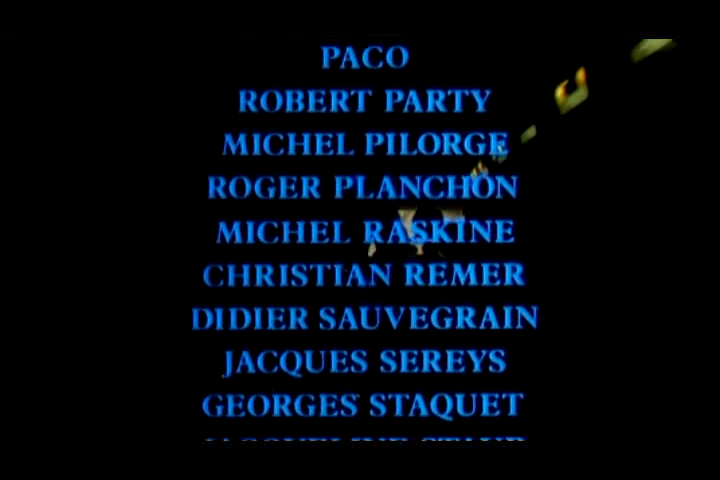 PACO
ROBERT PARTY
MICHEL PILORGE
ROGER PLANCHON
MICHEL RASKINE
CHRISTIAN REMER
DIDIER SAUVEGRAIN
JACQUES SEREYS
GEORGES STAQUET